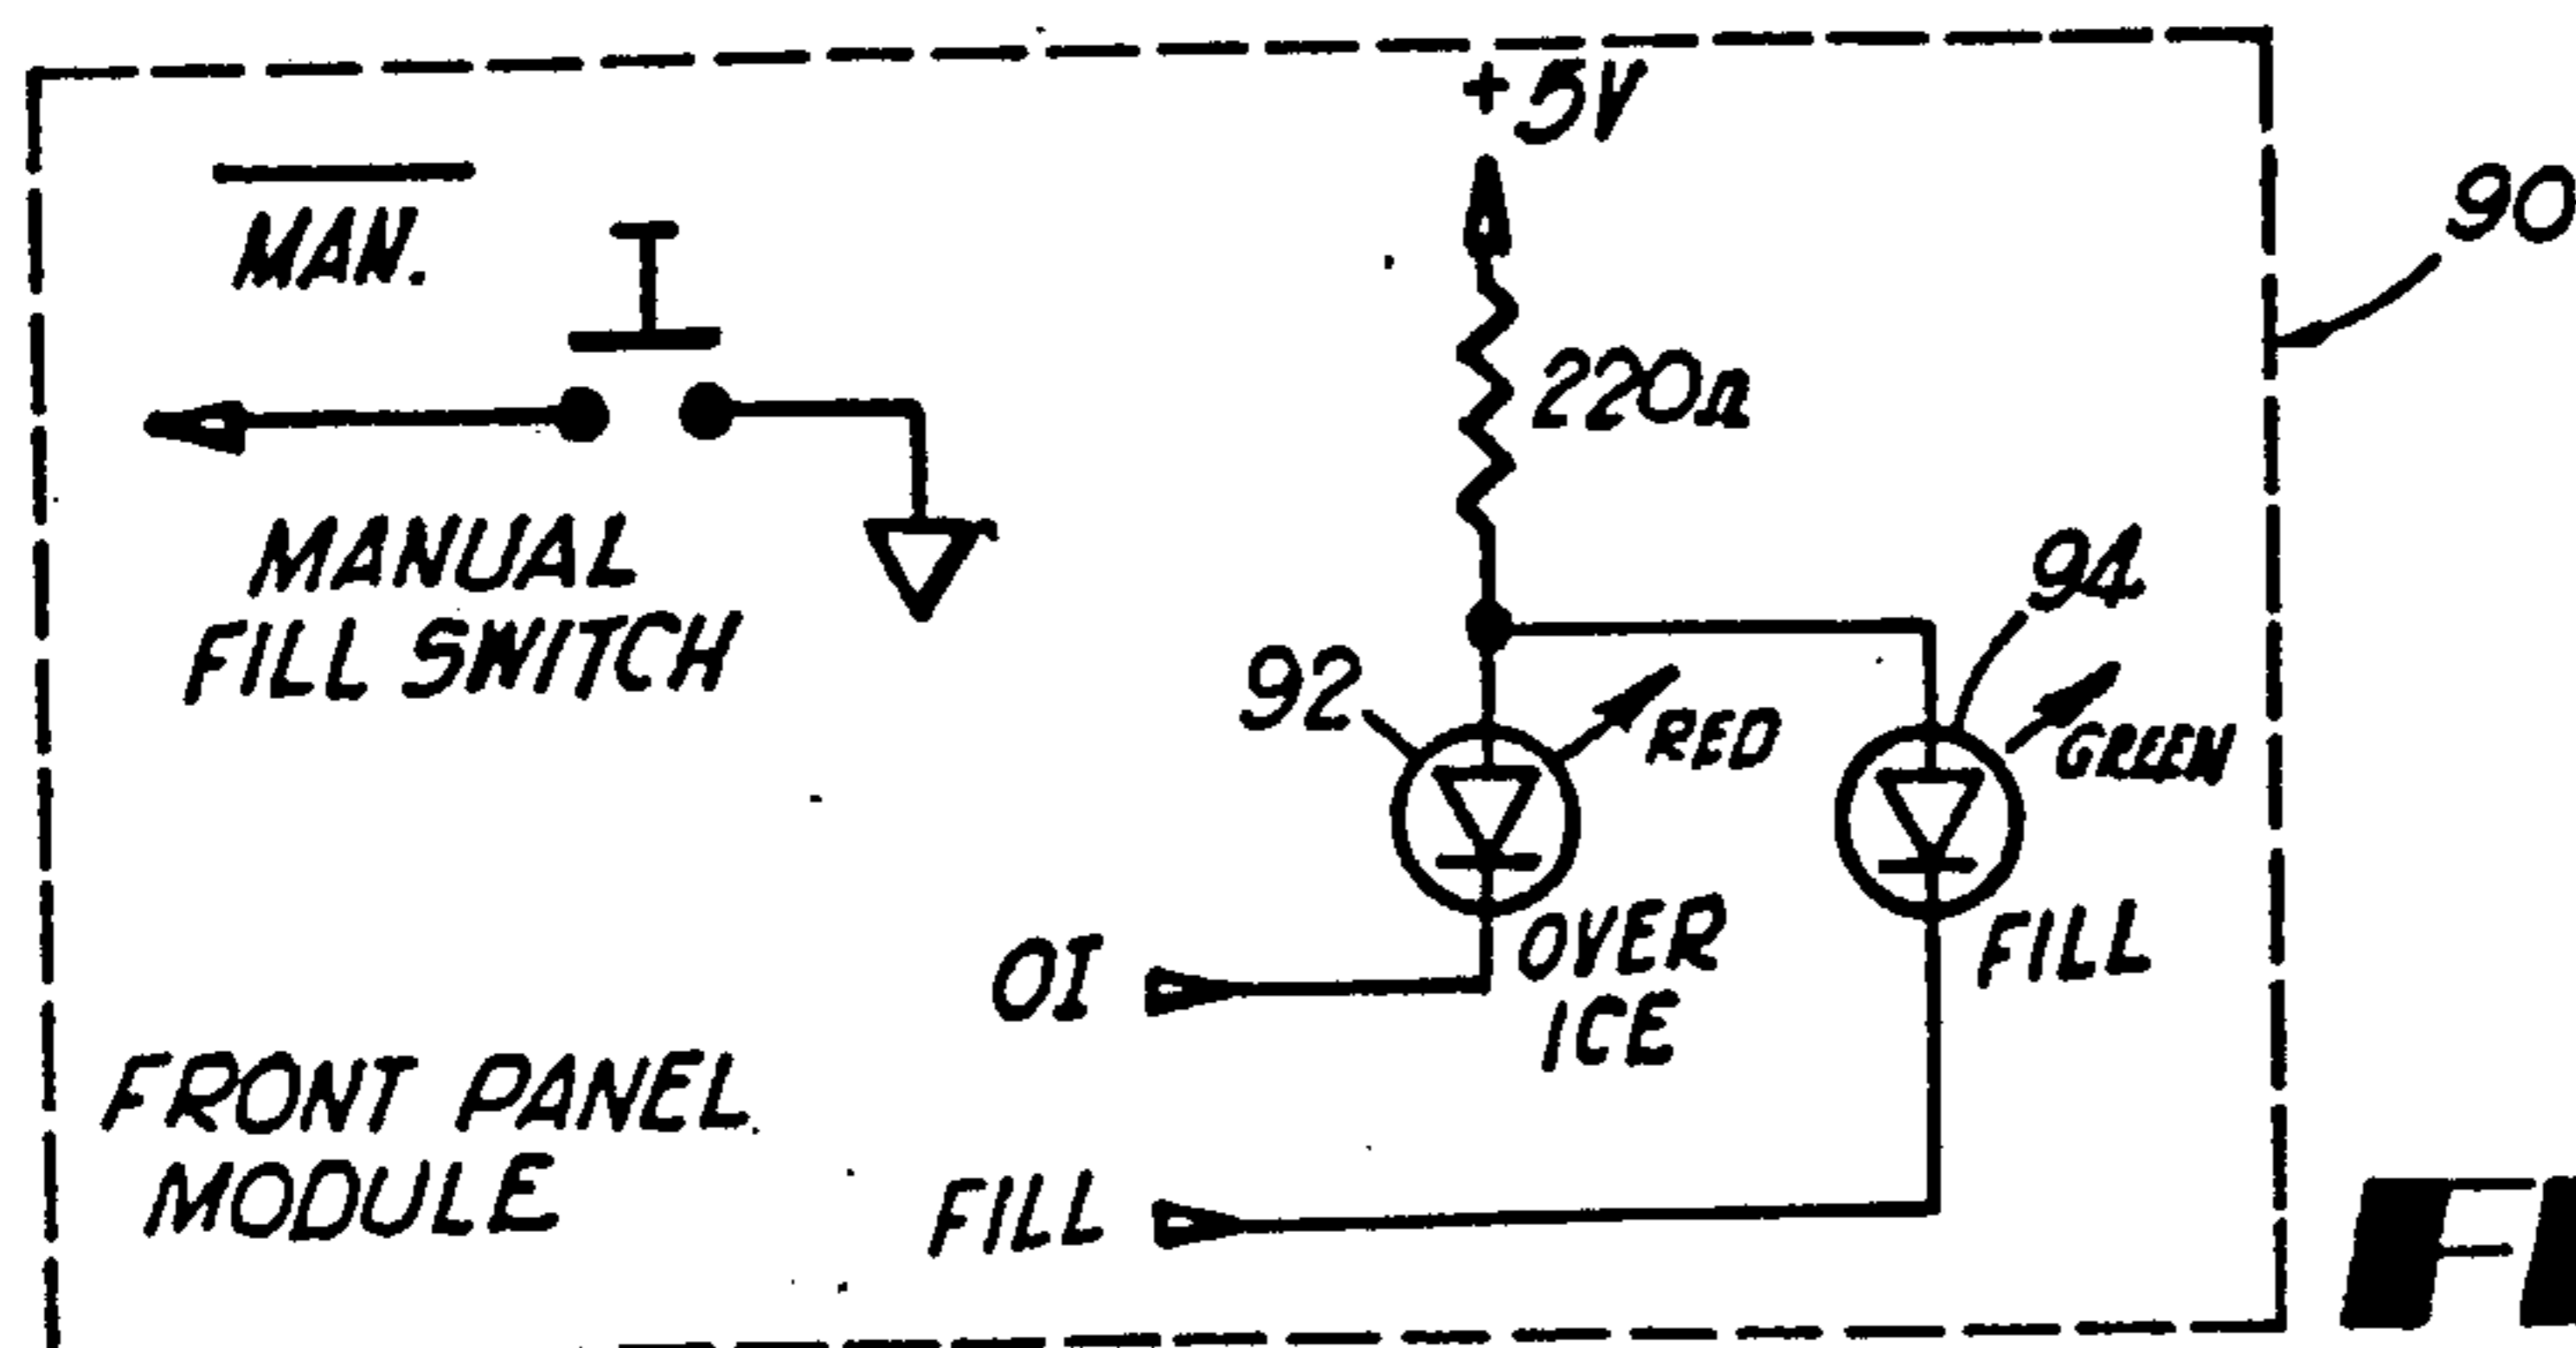 +5V
90
MAN.
220Ω
MANUAL
FILL SWITCH
94
92
RED
GREEN
OI
OVER
ICE
FILL
FRONT PANEL
MODULE
FILL